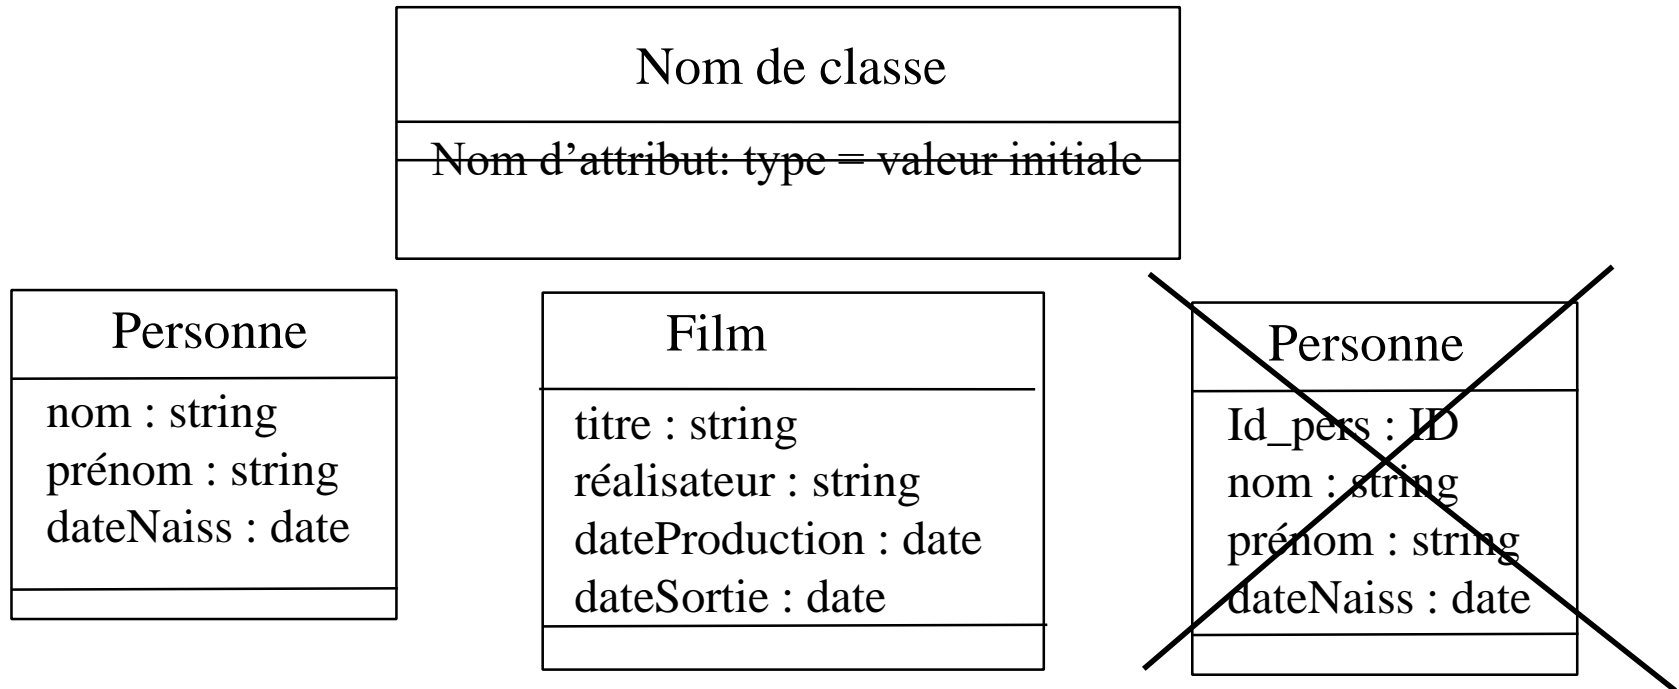 Nom de classe
Nom d’attribut: type = valeur initiale
Personne
nom : string
prénom : string
dateNaiss : date
Film
titre : string
réalisateur : string
dateProduction : date
dateSortie : date
Personne
Id_pers : ID
nom : string
prénom : string
dateNaiss : date